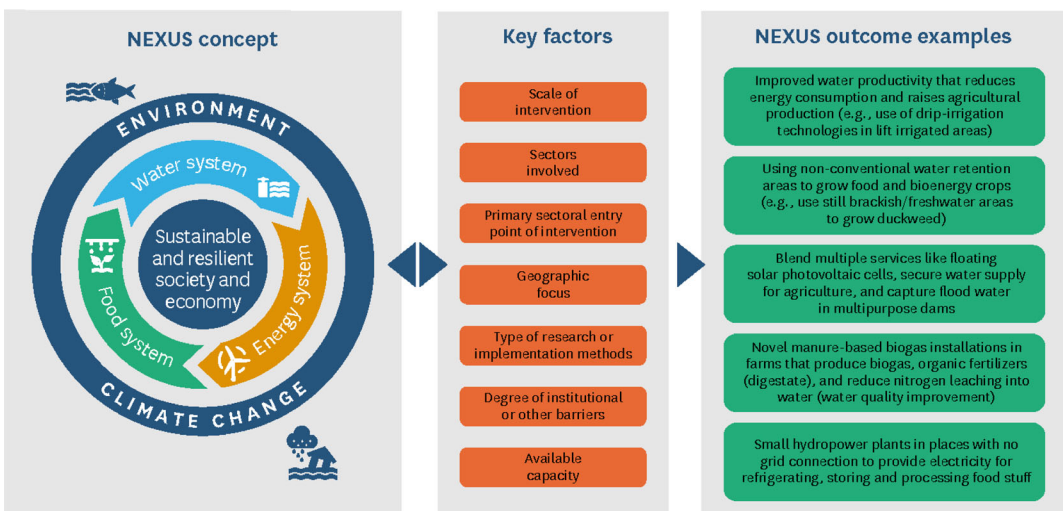 NEXUS concept
ENVIRONMENT
Water system
Sustainable
and resilient
society and
economy
Food system
Energy system
CLIMATE CHANGE
Key factors
Scale of
intervention
Sectors
involved
Primary sectoral entry
point of intervention
Geographic
focus
Type of research or
implementation methods
Degree of institutional
or other barriers
Available
capacity
NEXUS outcome examples
Improved water productivity that reduces
energy consumption and raises agricultural
production (e.g., use of drip-irrigation
technologies in lift irrigated areas)
Using non-conventional water retention
areas to grow food and bioenergy crops
(e.g., use still brackish/freshwater areas
to grow duckweed)
Blend multiple services like floating
solar photovoltaic cells, secure water supply
for agriculture, and capture flood water
in multipurpose dams
Novel manure-based biogas installations in
farms that produce biogas, organic fertilizers
(digestate), and reduce nitrogen leaching into
water (water quality improvement)
Small hydropower plants in places with no
grid connection to provide electricity for
refrigerating, storing and processing food stuff